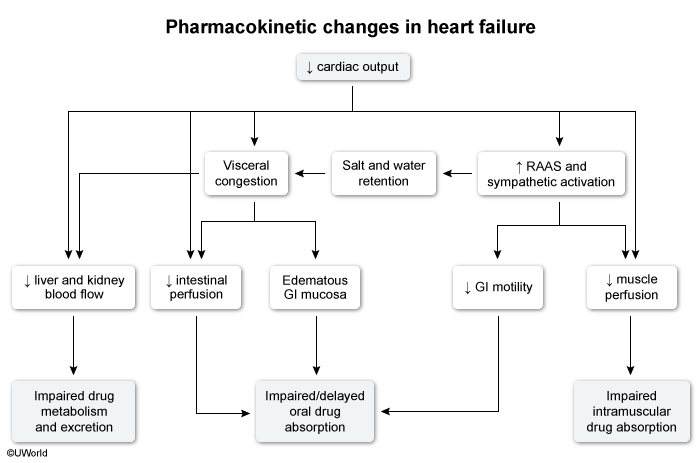 Pharmacokinetic changes in heart failure
↓ cardiac output
Visceral
congestion
Salt and water
retention
↑ RAAS and
sympathetic activation
↓ liver and kidney
blood flow
↓ intestinal
perfusion
Edematous
GI mucosa
↓ GI motility
↓ muscle
perfusion
Impaired drug
metabolism
and excretion
Impaired/delayed
oral drug
absorption
Impaired
intramuscular
drug absorption
©UWorld